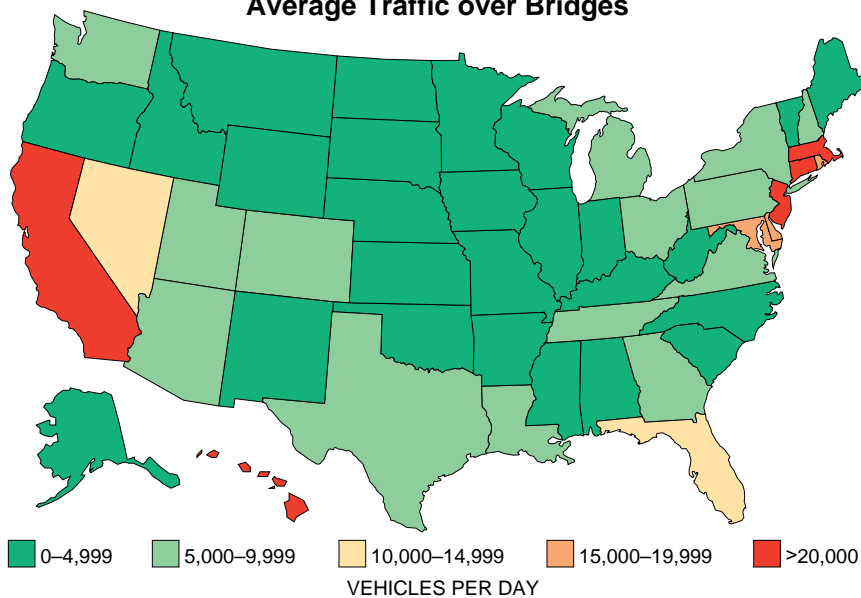 Average Traffic over Bridges
0–4,999
5,000–9,999
10,000–14,999
15,000–19,999
>20,000
VEHICLES PER DAY